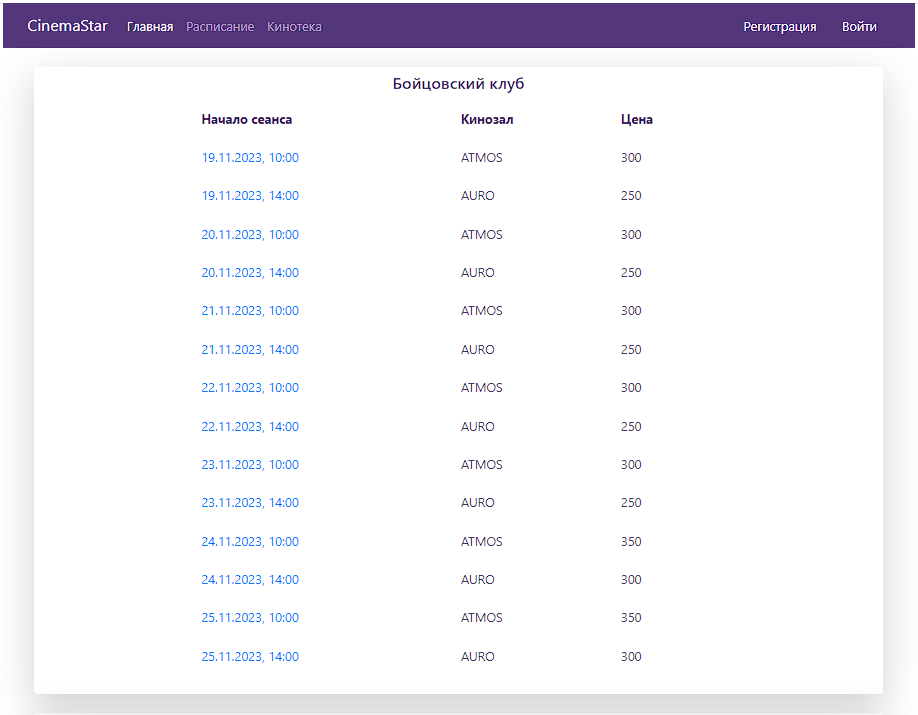 CinemaStar Главная Расписание Кинотека Регистрация Войти
Бойцовский клуб
Начало сеанса Кинозал Цена
19.11.2023, 10:00 ATMOS 300
19.11.2023, 14:00 AURO 250
20.11.2023, 10:00 ATMOS 300
20.11.2023, 14:00 AURO 250
21.11.2023, 10:00 ATMOS 300
21.11.2023, 14:00 AURO 250
22.11.2023, 10:00 ATMOS 300
22.11.2023, 14:00 AURO 250
23.11.2023, 10:00 ATMOS 300
23.11.2023, 14:00 AURO 250
24.11.2023, 10:00 ATMOS 350
24.11.2023, 14:00 AURO 300
25.11.2023, 10:00 ATMOS 350
25.11.2023, 14:00 AURO 300